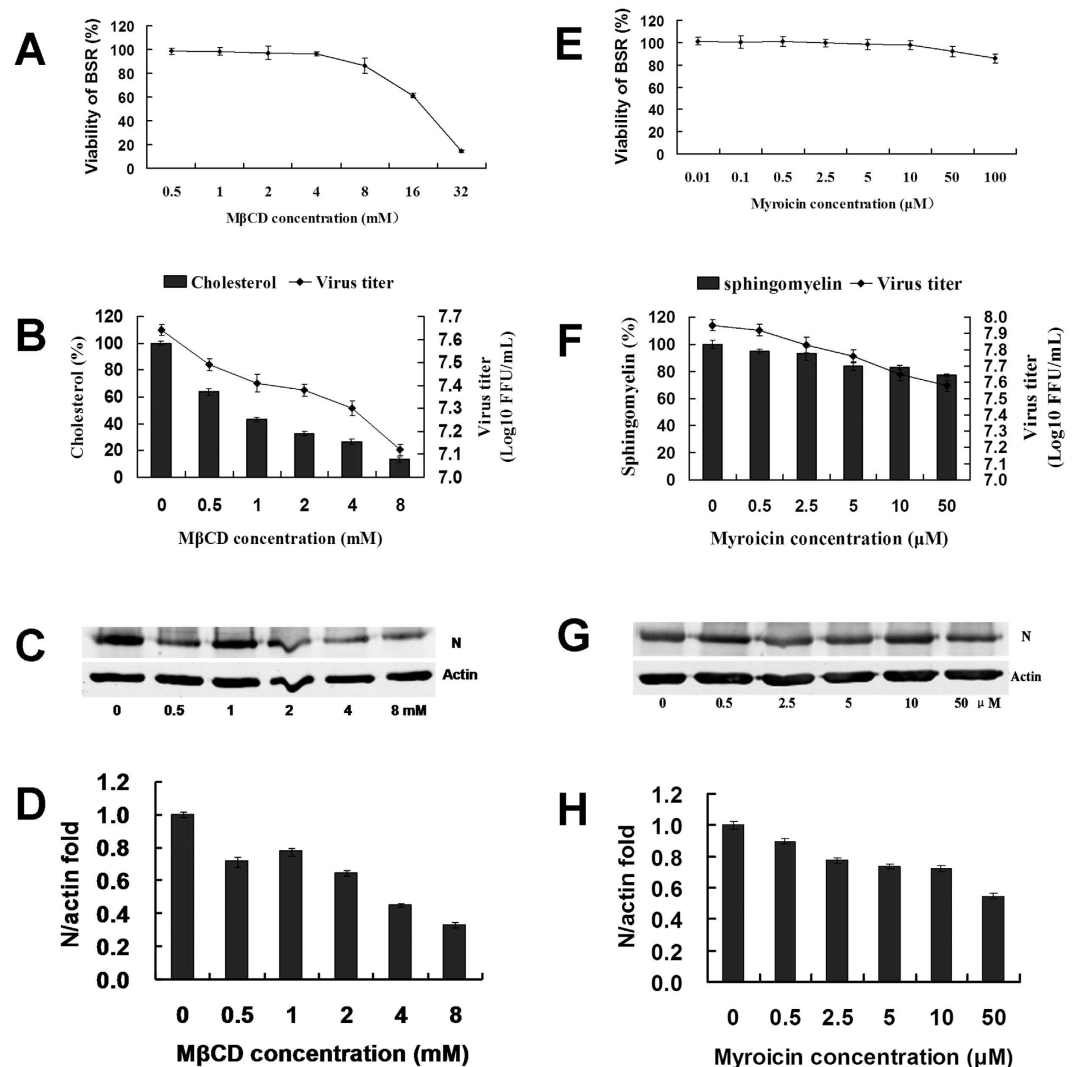 A
Viability of BSR (%)
120
100
80
60
40
20
0
0.5 1 2 4 8 16 32
MβCD concentration (mM)
E
Viability of BSR (%)
120
100
80
60
40
20
0
0.01 0.1 0.5 2.5 5 10 50 100
Myroicin concentration (μM)
B
Cholesterol Virus titer
Cholesterol (%)
120
100
80
60
40
20
0
7.7
7.6
7.5
7.4
7.3
7.2
7.1
7.0
Virus titer
(Log10 FFU/mL)
0 0.5 1 2 4 8
MβCD concentration (mM)
F
sphingomyelin Virus titer
Sphingomyelin (%)
120
100
80
60
40
20
0
8.0
7.9
7.8
7.7
7.6
7.5
7.4
7.3
7.2
7.1
7.0
Virus titer
(Log10 FFU/mL)
0 0.5 2.5 5 10 50
Myroicin concentration (μM)
C
N
Actin
0 0.5 1 2 4 8 mM
G
N
Actin
0 0.5 2.5 5 10 50 μ M
D
N/actin fold
1.2
1.0
0.8
0.6
0.4
0.2
0.0
0 0.5 1 2 4 8
MβCD concentration (mM)
H
N/actin fold
1.2
1.0
0.8
0.6
0.4
0.2
0.0
0 0.5 2.5 5 10 50
Myroicin concentration (μM)